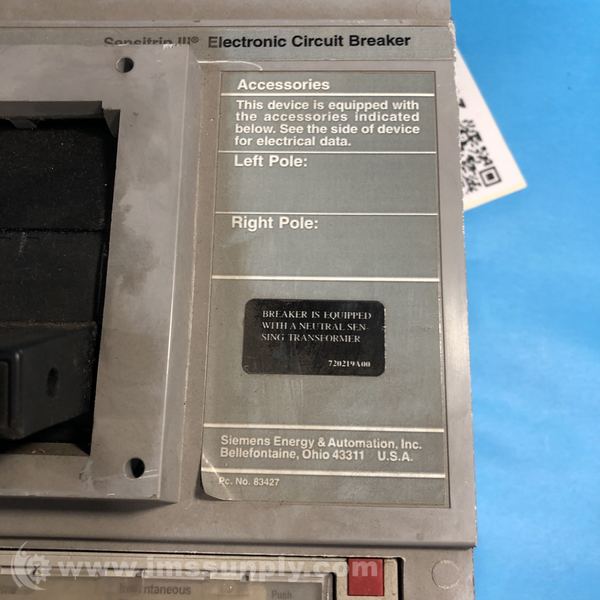 Sensitrip III® Electronic Circuit Breaker
Accessories
This device is equipped with
the accessories indicated
below. See the side of device
for electrical data.
Left Pole:
Right Pole:
BREAKER IS EQUIPPED
WITH A NEUTRAL SEN-
SING TRANSFORMER
720219A00
Siemens Energy & Automation, Inc.
Bellefontaine, Ohio 43311 U.S.A.
Pc. No. 83427
www.imssupply.com
Push